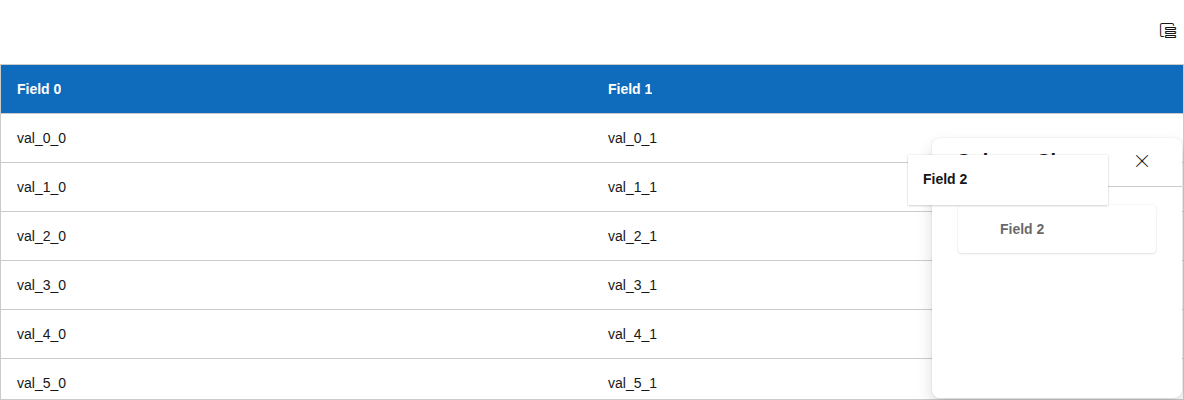 Field 0 Field 1
val_0_0 val_0_1
Field 2
val_1_0 val_1_1
Field 2
val_2_0 val_2_1
val_3_0 val_3_1
val_4_0 val_4_1
val_5_0 val_5_1